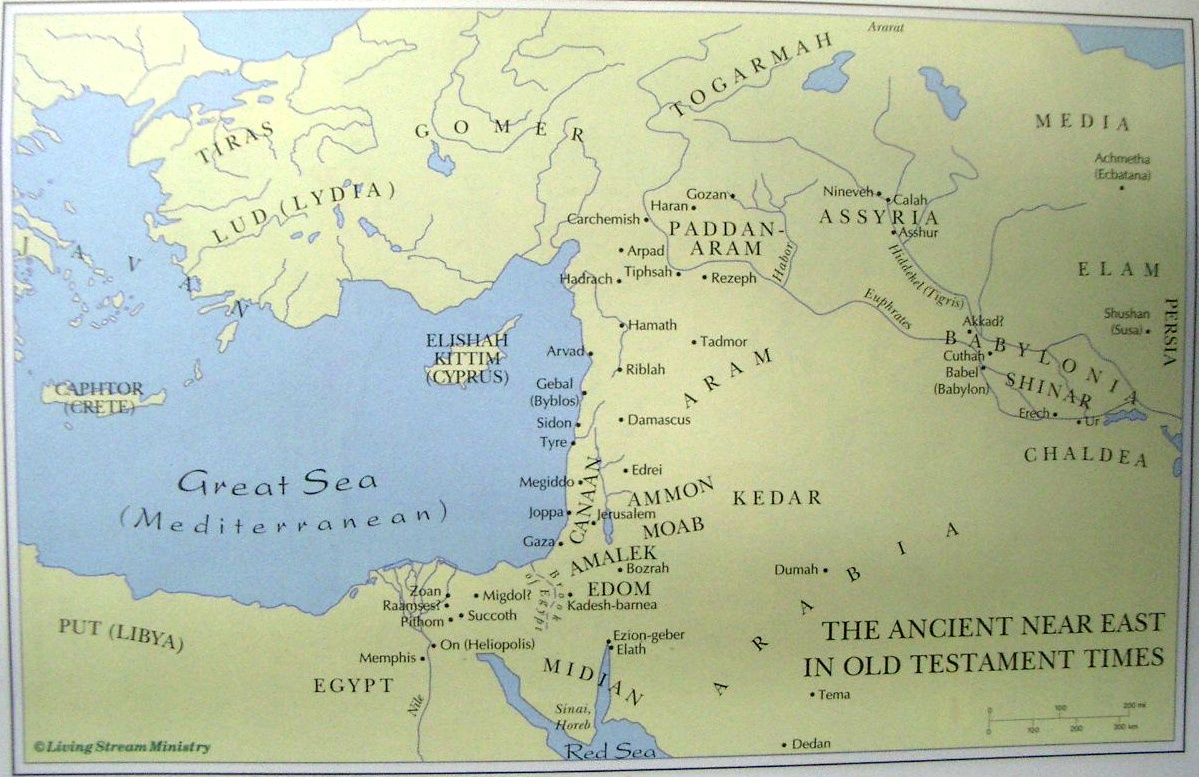 Ararat
TOGARMAH
MEDIA
TIRAS
GOMER
Achmetha
(Ecbatana)
LUD (LYDIA)
Gozan
Haran
Nineveh
Calah
Carchemish
ASSYRIA
PADDAN-
ARAM
Asshur
JAVAN
Arpad
Habor
Hiddekel (Tigris)
ELAM
Hadrach
Tiphsah
Rezeph
Euphrates
Shushan
(Susa)
PERSIA
Hamath
Akkad?
ELISHAH
KITTIM
(CYPRUS)
Tadmor
BABYLONIA
Arvad
Cuthah
Babel
(Babylon)
Riblah
ARAM
SHINAR
CAPHTOR
(CRETE)
Gebal
(Byblos)
Erech
Ur
Sidon
Damascus
Tyre
CHALDEA
Great Sea
(Mediterranean)
Edrei
Megiddo
CANAAN
AMMON
KEDAR
Joppa
Jerusalem
MOAB
Gaza
AMALEK
ARABIA
Bozrah
Dumah
Brook
of Egypt
EDOM
Zoan
Migdol?
Raamses?
Kadesh-barnea
Pithom
Succoth
PUT (LIBYA)
THE ANCIENT NEAR EAST
IN OLD TESTAMENT TIMES
On (Heliopolis)
Ezion-geber
Elath
Memphis
MIDIAN
EGYPT
Tema
Nile
Sinai,
Horeb
0 100 200 mi
0 100 200 300 km
Red Sea
Dedan
©Living Stream Ministry